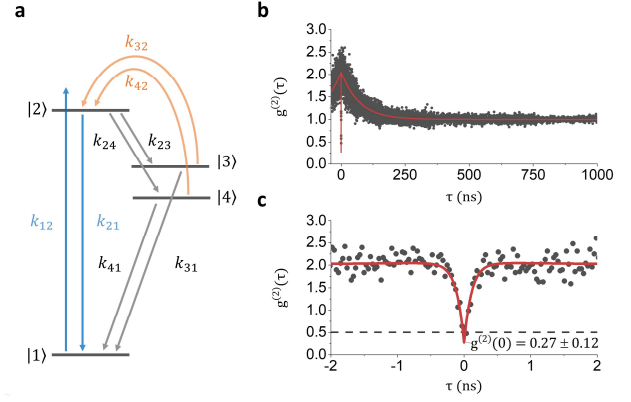 a
k₃₂
k₄₂
|2⟩
k₂₄
k₂₃
|3⟩
|4⟩
k₁₂
k₂₁
k₄₁
k₃₁
|1⟩
b
g⁽²⁾(τ)
3.0
2.5
2.0
1.5
1.0
0.5
0.0
0 250 500 750 1000
τ (ns)
c
g⁽²⁾(τ)
3.0
2.5
2.0
1.5
1.0
0.5
0.0
g⁽²⁾(0) = 0.27 ± 0.12
-2 -1 0 1 2
τ (ns)